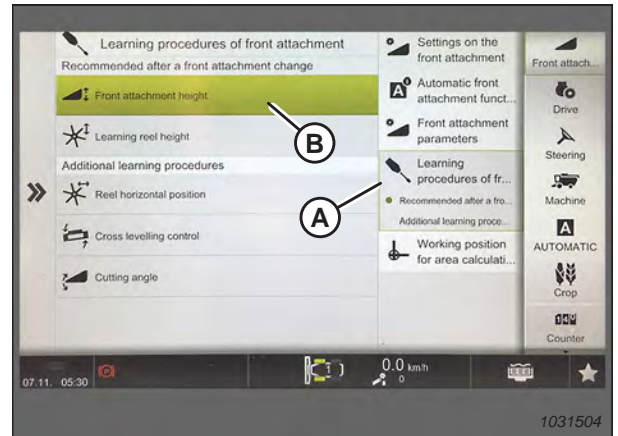 Learning procedures of front attachment
Recommended after a front attachment change
Front attachment height
Learning reel height
Additional learning procedures
Reel horizontal position
Cross levelling control
Cutting angle
Settings on the
front attachment
Automatic front
attachment funct...
Front attachment
parameters
Learning
procedures of fr...
Recommended after a fro...
Additional learning proce...
Working position
for area calculati...
Front attach...
Drive
Steering
Machine
A
AUTOMATIC
Crop
Counter
B
A
07.11. 05:30
0.0 km/h
0
1031504